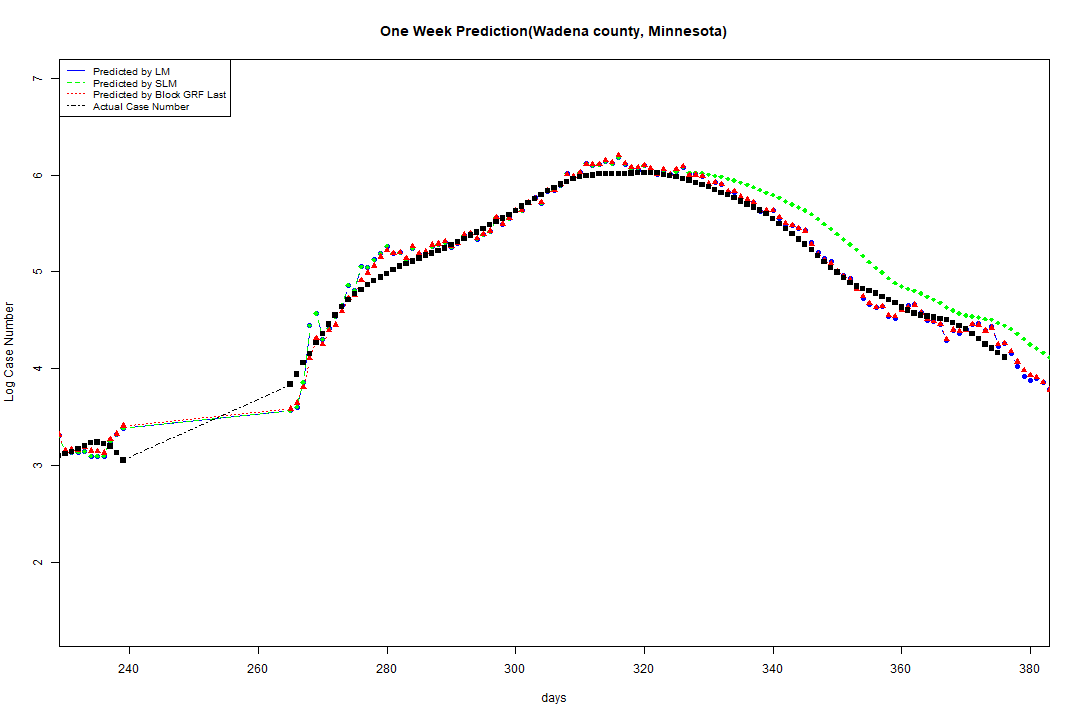 One Week Prediction(Wadena county, Minnesota)
Predicted by LM
Predicted by SLM
Predicted by Block GRF Last
Actual Case Number
7
6
5
4
3
2
Log Case Number
240 260 280 300 320 340 360 380
days